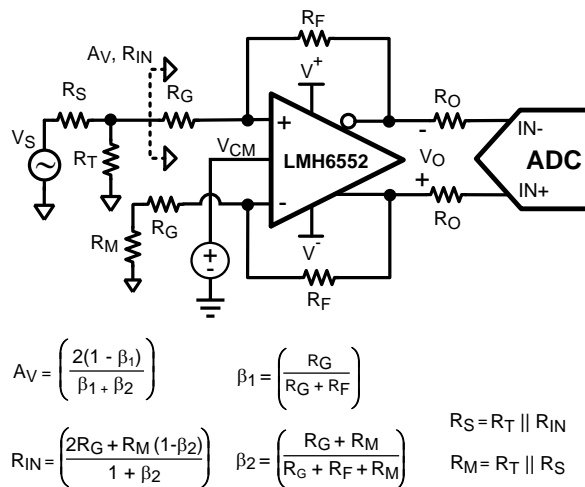 R_F
A_V, R_IN
V^+
R_S
R_G
R_O
V_S
R_T
+
-
IN-
V_CM
LMH6552
V_O
ADC
-
+
IN+
R_M
R_G
V^-
R_O
+
-
R_F
A_V = (2(1 - β_1) / β_1 + β_2)
β_1 = (R_G / R_G + R_F)
R_S = R_T || R_IN
R_IN = (2R_G + R_M (1-β_2) / 1 + β_2)
β_2 = (R_G + R_M / R_G + R_F + R_M)
R_M = R_T || R_S